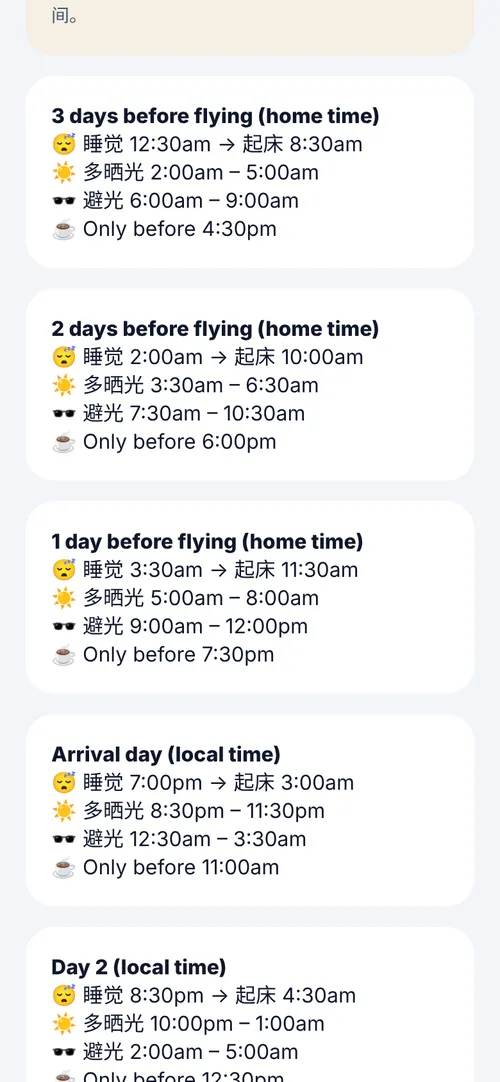 间。
3 days before flying (home time)
😴 睡觉 12:30am → 起床 8:30am
☀️ 多晒光 2:00am – 5:00am
🕶️ 避光 6:00am – 9:00am
☕ Only before 4:30pm
2 days before flying (home time)
😴 睡觉 2:00am → 起床 10:00am
☀️ 多晒光 3:30am – 6:30am
🕶️ 避光 7:30am – 10:30am
☕ Only before 6:00pm
1 day before flying (home time)
😴 睡觉 3:30am → 起床 11:30am
☀️ 多晒光 5:00am – 8:00am
🕶️ 避光 9:00am – 12:00pm
☕ Only before 7:30pm
Arrival day (local time)
😴 睡觉 7:00pm → 起床 3:00am
☀️ 多晒光 8:30pm – 11:30pm
🕶️ 避光 12:30am – 3:30am
☕ Only before 11:00am
Day 2 (local time)
😴 睡觉 8:30pm → 起床 4:30am
☀️ 多晒光 10:00pm – 1:00am
🕶️ 避光 2:00am – 5:00am
☕ Only before 12:30pm